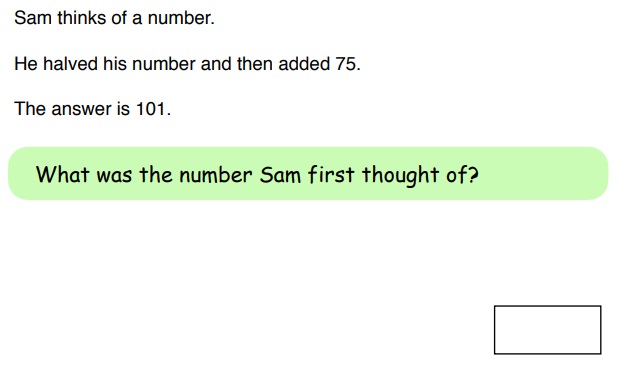 Sam thinks of a number.
He halved his number and then added 75.
The answer is 101.
What was the number Sam first thought of?